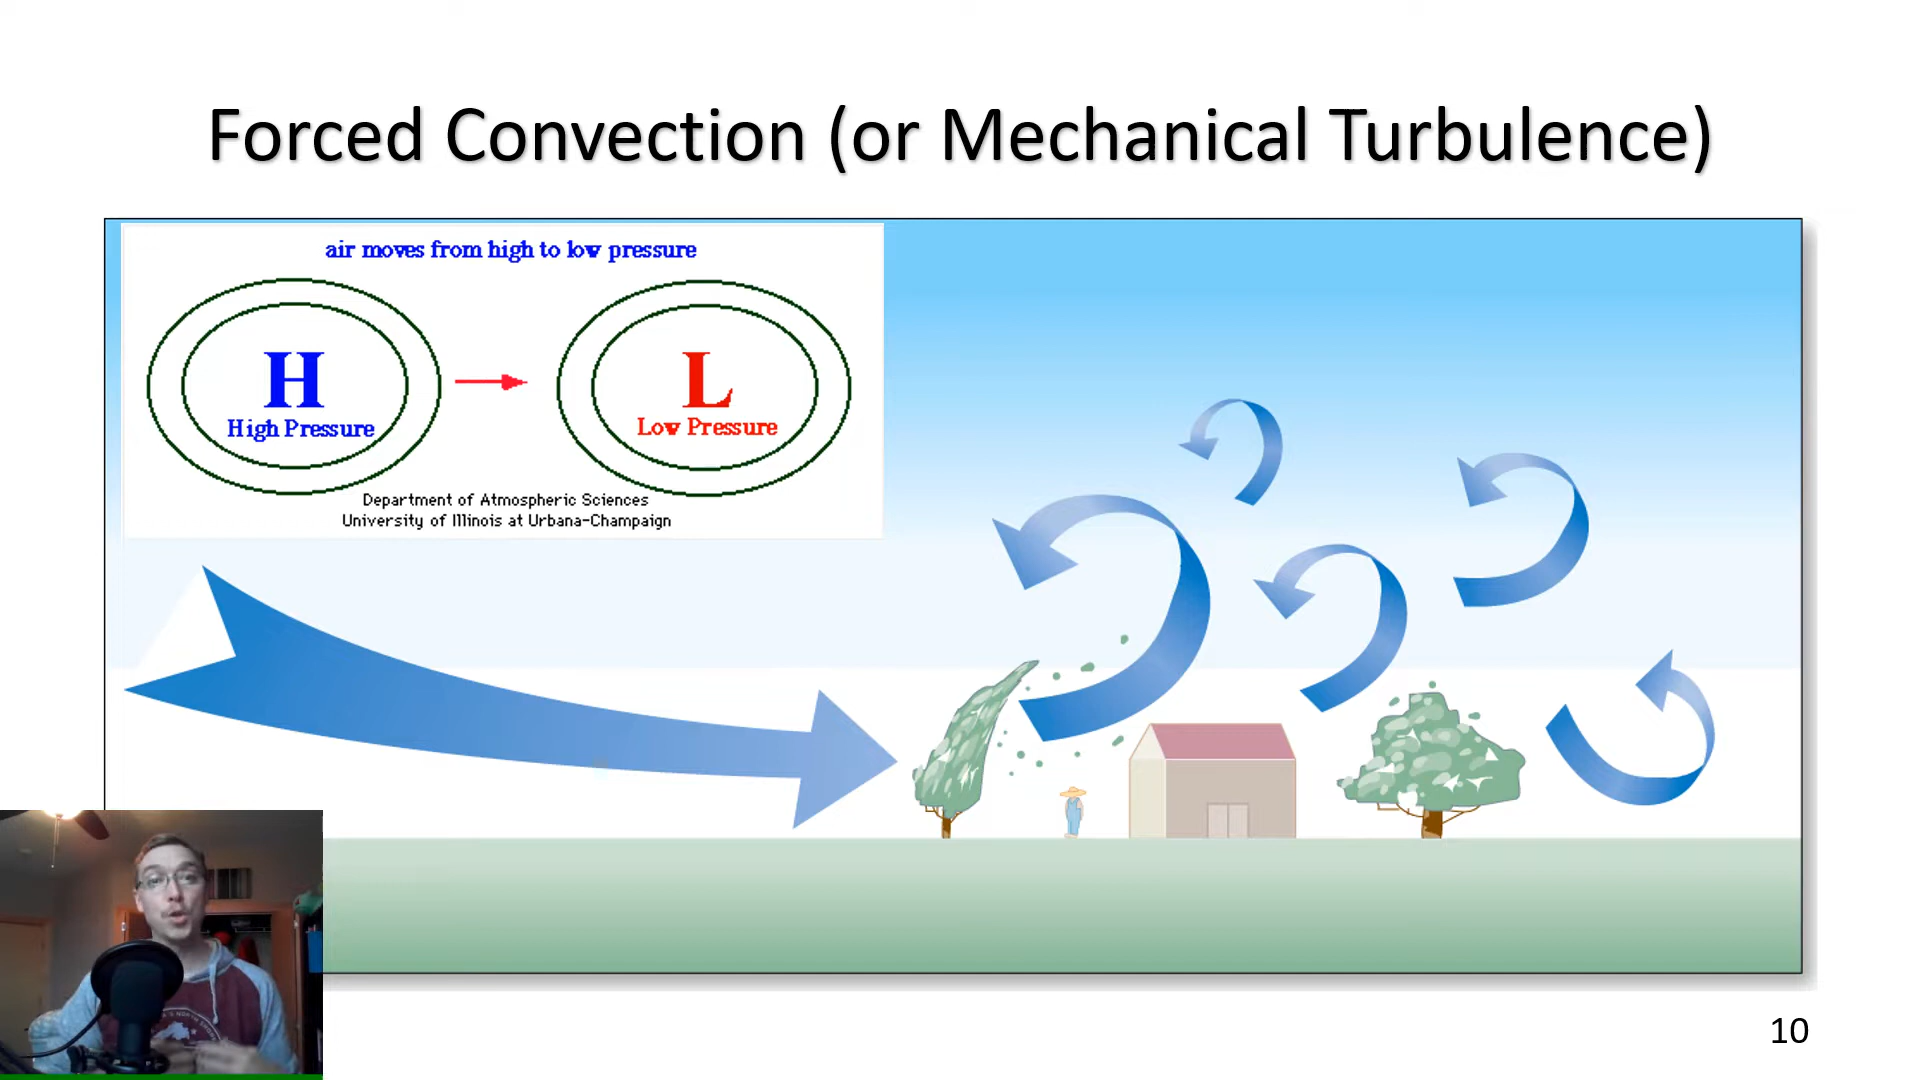 Forced Convection (or Mechanical Turbulence)
air moves from high to low pressure
H
High Pressure
L
Low Pressure
Department of Atmospheric Sciences
University of Illinois at Urbana-Champaign
10